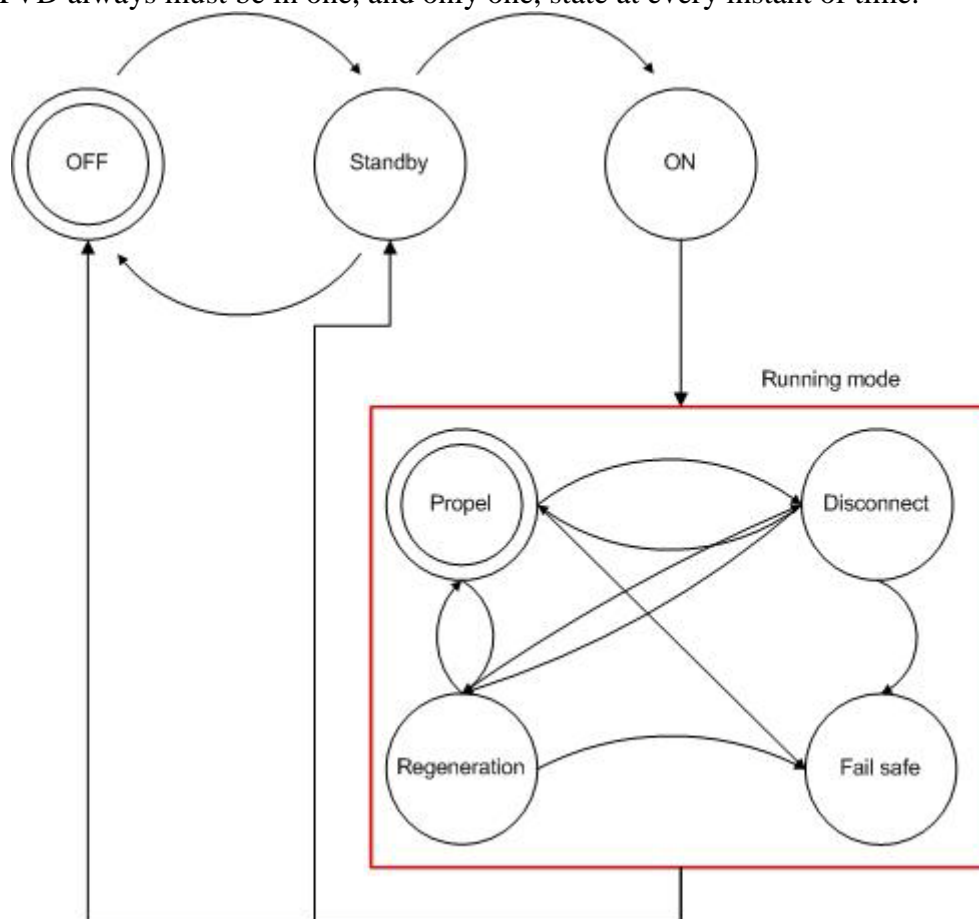 TVD always must be in one, and only one, state at every instant of time.
OFF
Standby
ON
Running mode
Propel
Disconnect
Regeneration
Fail safe